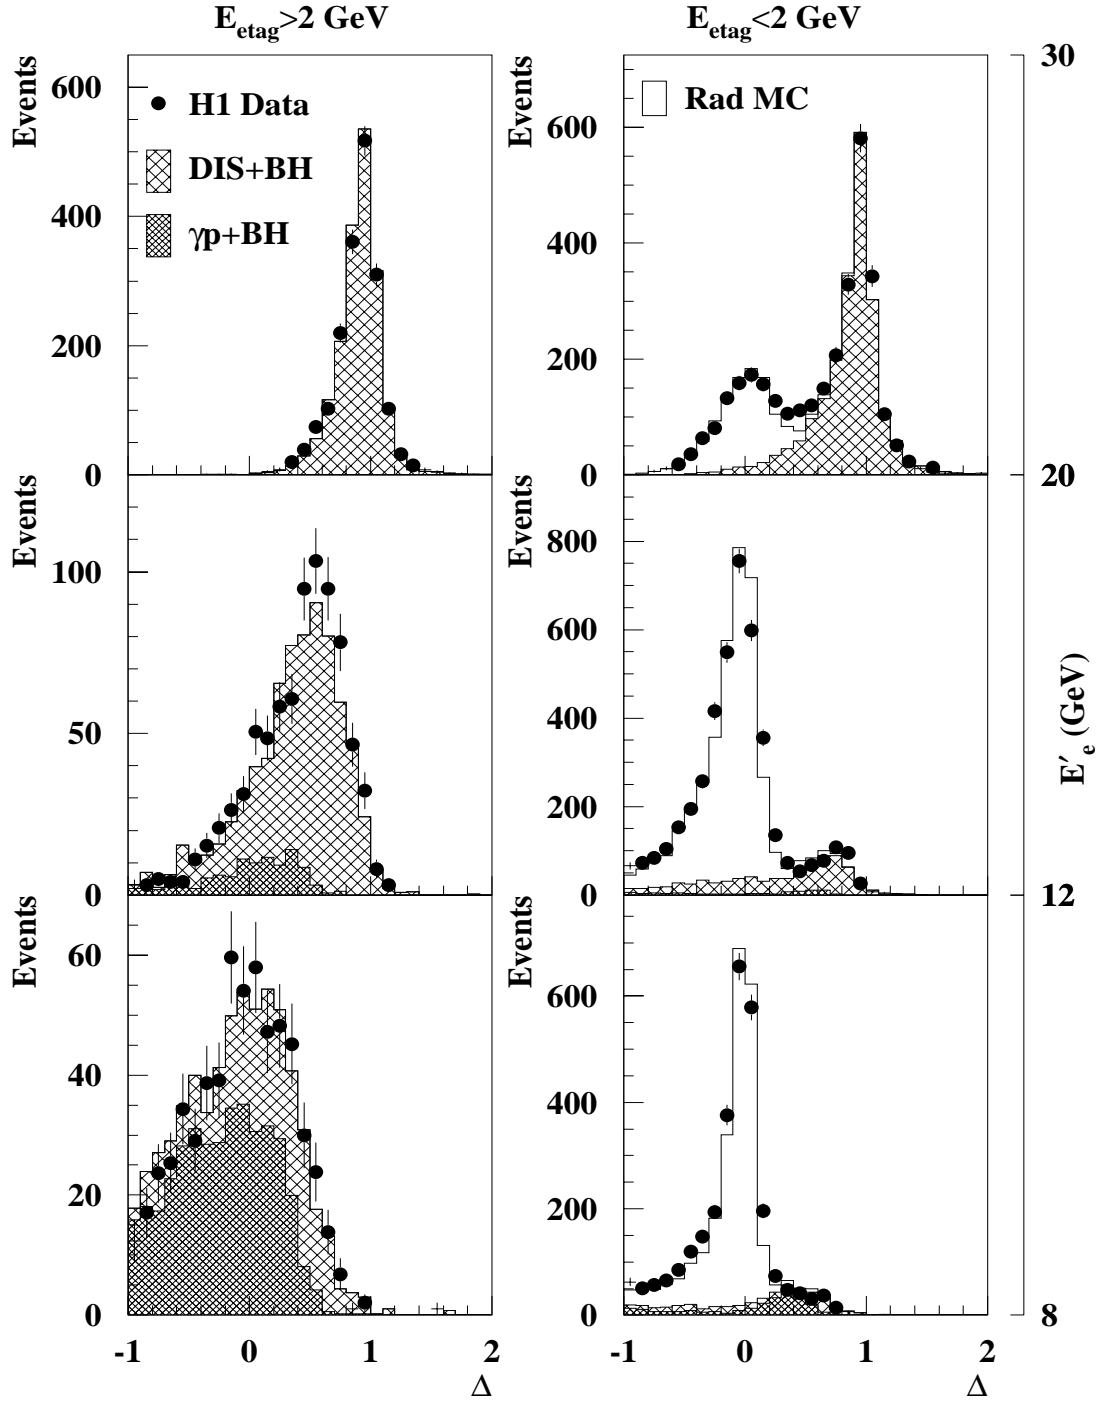 E_etag>2 GeV
E_etag<2 GeV
Events
600
400
200
0
H1 Data
DIS+BH
γp+BH
Events
600
400
200
0
Rad MC
30
20
Events
100
50
0
Events
800
600
400
200
0
12
E′_e (GeV)
Events
60
40
20
0
-1
0
1
2
Δ
Events
600
400
200
0
-1
0
1
2
Δ
8